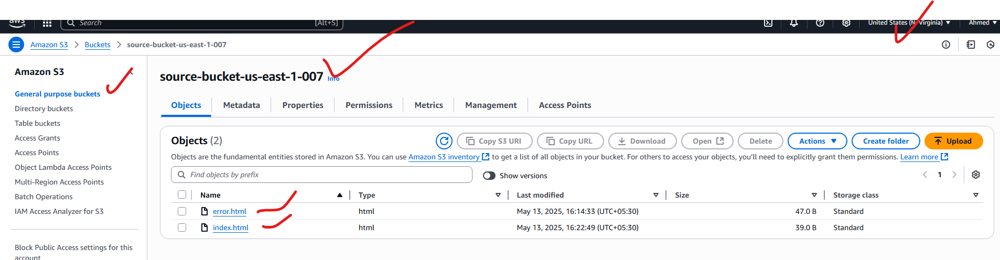 aws
Search [Alt+S] United States (N. Virginia) Ahmed
Amazon S3 > Buckets > source-bucket-us-east-1-007
Amazon S3
General purpose buckets
Directory buckets
Table buckets
Access Grants
Access Points
Object Lambda Access Points
Multi-Region Access Points
Batch Operations
IAM Access Analyzer for S3
Block Public Access settings for this
account
source-bucket-us-east-1-007 Info
Objects Metadata Properties Permissions Metrics Management Access Points
Objects (2) Copy S3 URI Copy URL Download Open Delete Actions Create folder Upload
Objects are the fundamental entities stored in Amazon S3. You can use Amazon S3 inventory to get a list of all objects in your bucket. For others to access your objects, you'll need to explicitly grant them permissions. Learn more
Find objects by prefix Show versions 1
Name Type Last modified Size Storage class
error.html html May 13, 2025, 16:14:33 (UTC+05:30) 47.0 B Standard
index.html html May 13, 2025, 16:22:49 (UTC+05:30) 39.0 B Standard